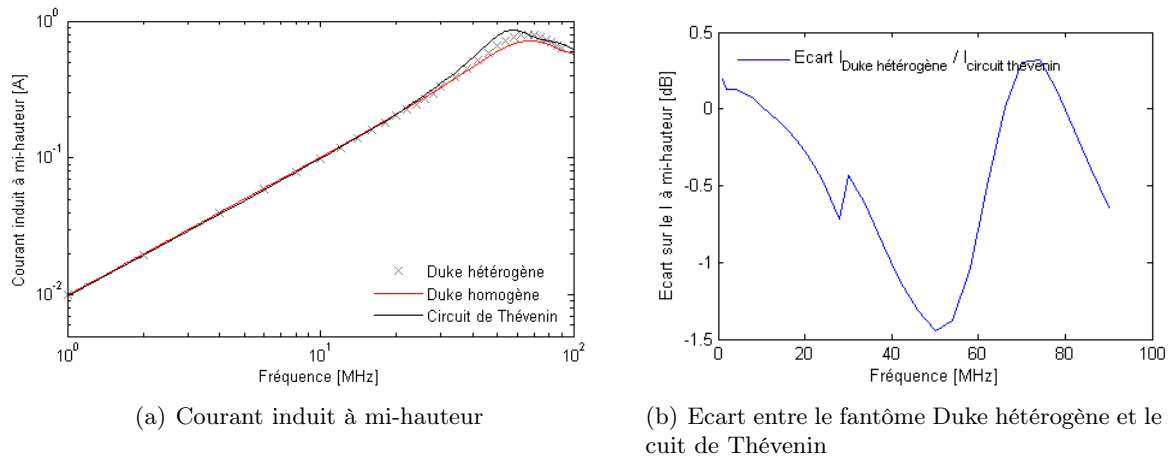 10^0
10^-1
10^-2
10^0
10^1
10^2
Courant induit à mi-hauteur [A]
Fréquence [MHz]
Duke hétérogène
Duke homogène
Circuit de Thévenin
(a) Courant induit à mi-hauteur
0.5
0
-0.5
-1
-1.5
0
20
40
60
80
100
Ecart sur le I à mi-hauteur [dB]
Fréquence [MHz]
Ecart I Duke hétérogène / I circuit thévenin
(b) Ecart entre le fantôme Duke hétérogène et le
cuit de Thévenin